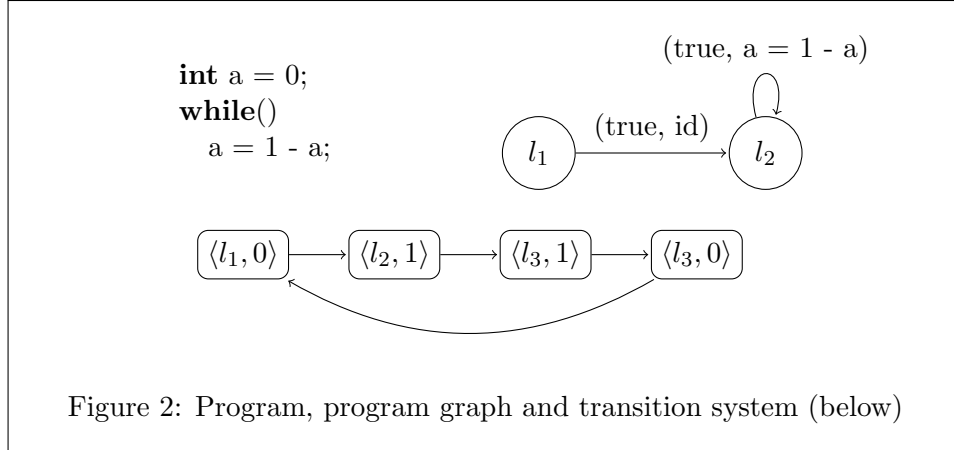 int a = 0;
while()
a = 1 - a;
(true, a = 1 - a)
(true, id)
l₁
l₂
⟨l₁, 0⟩
⟨l₂, 1⟩
⟨l₃, 1⟩
⟨l₃, 0⟩
Figure 2: Program, program graph and transition system (below)